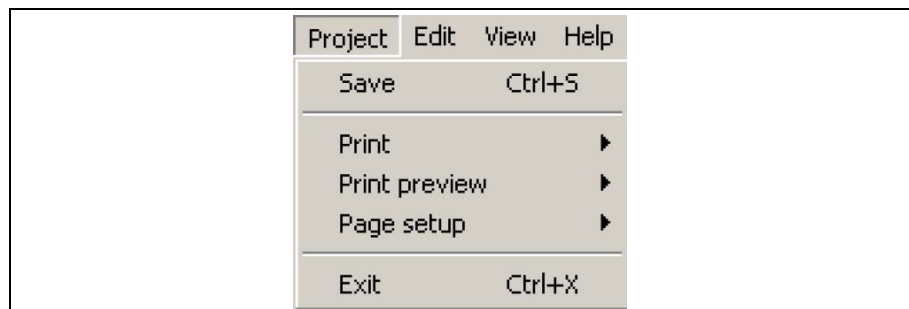 Project Edit View Help
Save Ctrl+S
Print
Print preview
Page setup
Exit Ctrl+X